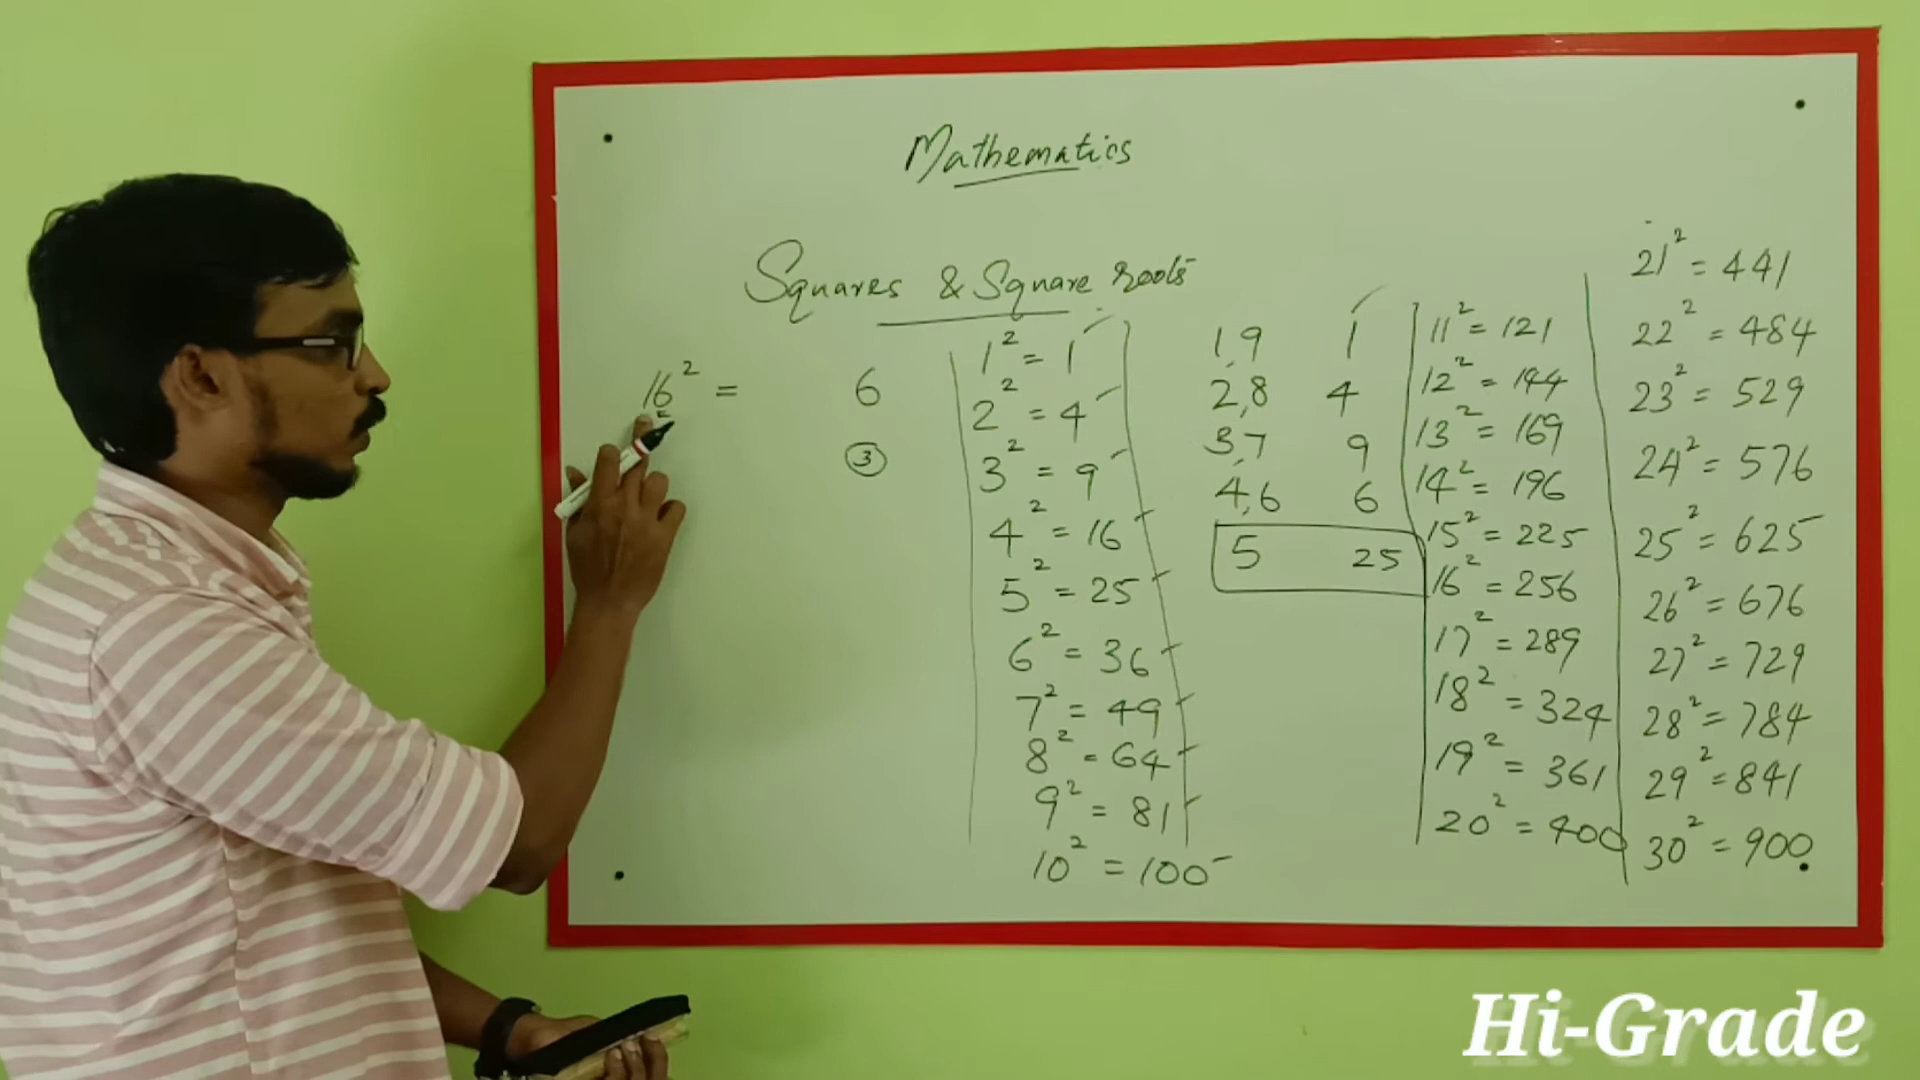 Mathematics
Squares & Square roots
16² =
6
3
1² = 1
2² = 4
3² = 9
4² = 16
5² = 25
6² = 36
7² = 49
8² = 64
9² = 81
10² = 100
1,9 1
2,8 4
3,7 9
4,6 6
5 25
11² = 121
12² = 144
13² = 169
14² = 196
15² = 225
16² = 256
17² = 289
18² = 324
19² = 361
20² = 400
21² = 441
22² = 484
23² = 529
24² = 576
25² = 625
26² = 676
27² = 729
28² = 784
29² = 841
30² = 900
Hi-Grade